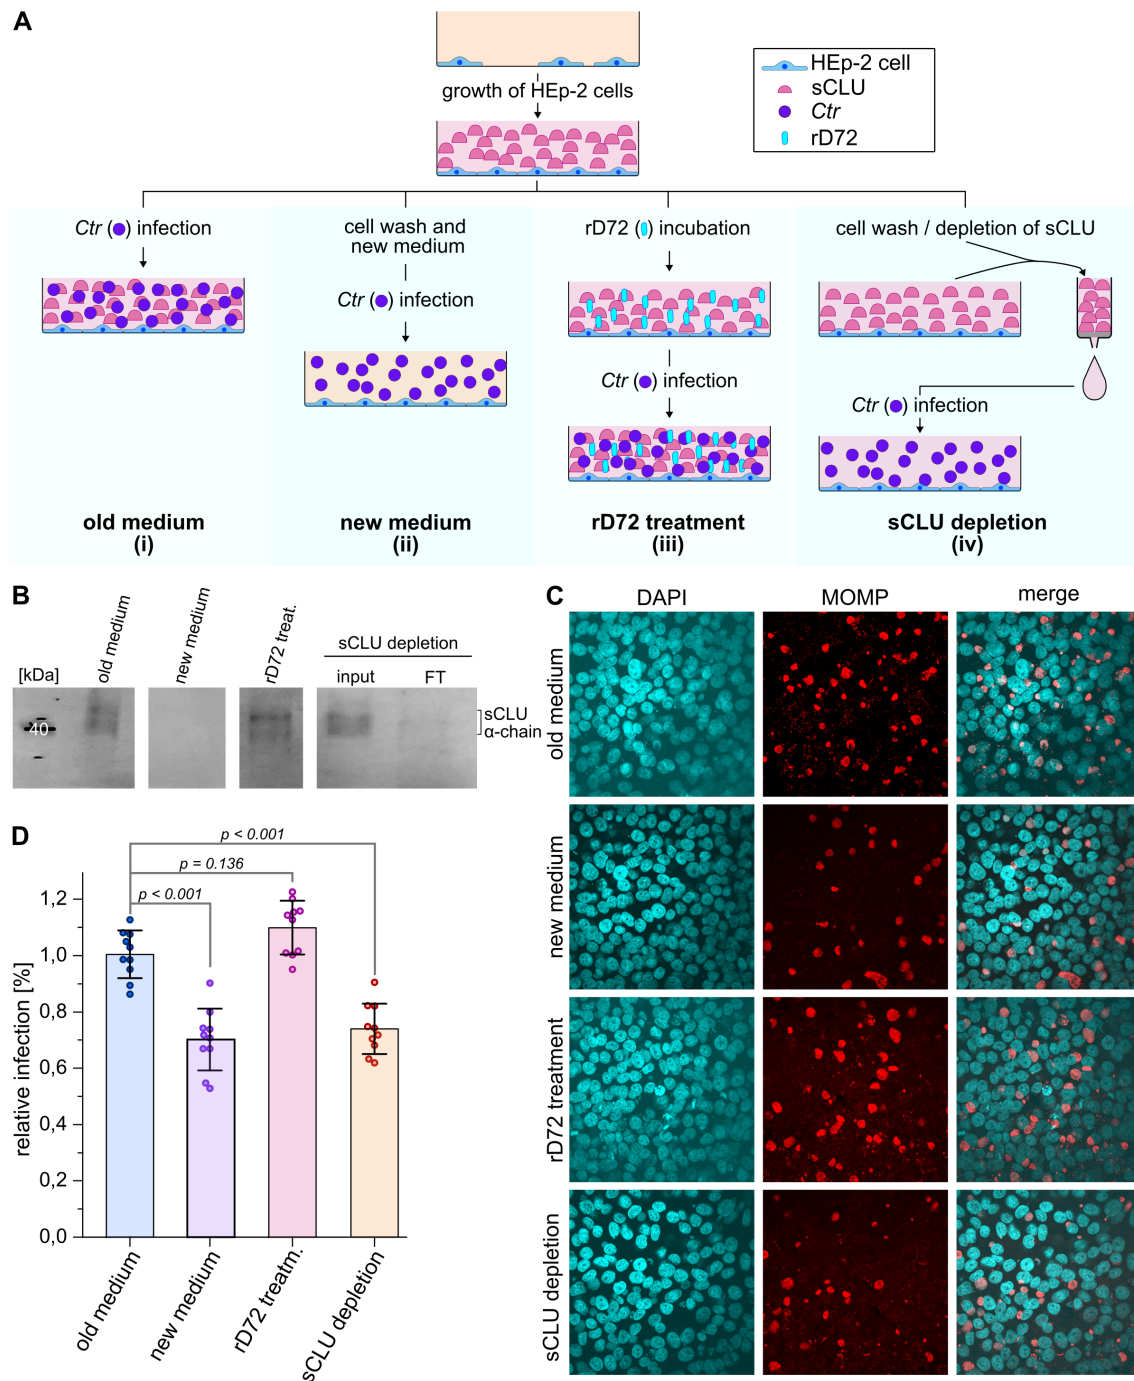 A
growth of HEp-2 cells
HEp-2 cell
sCLU
Ctr
rD72
Ctr ( ) infection
old medium
(i)
cell wash and
new medium
Ctr ( ) infection
new medium
(ii)
rD72 ( ) incubation
Ctr ( ) infection
rD72 treatment
(iii)
cell wash / depletion of sCLU
Ctr ( ) infection
sCLU depletion
(iv)
B
[kDa]
old medium
new medium
rD72 treat.
sCLU depletion
input
FT
40
sCLU
α-chain
C
DAPI
MOMP
merge
old medium
new medium
rD72 treatment
sCLU depletion
D
p < 0.001
p = 0.136
p < 0.001
relative infection [%]
1,2
1,0
0,8
0,6
0,4
0,2
0,0
old medium
new medium
rD72 treatm.
sCLU depletion